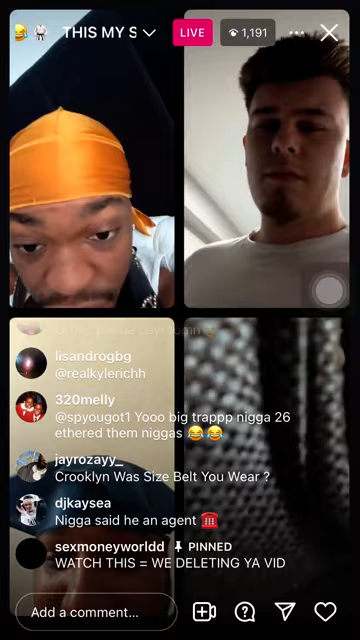 THIS MY S
LIVE
1,191
lisandrogbg
@realkylerichh
320melly
@spyougot1 Yooo big trappp nigga 26
ethered them niggas 😂😂
jayrozayy_
Crooklyn Was Size Belt You Wear ?
djkaysea
Nigga said he an agent ☎️
sexmoneyworldd PINNED
WATCH THIS = WE DELETING YA VID
Add a comment...